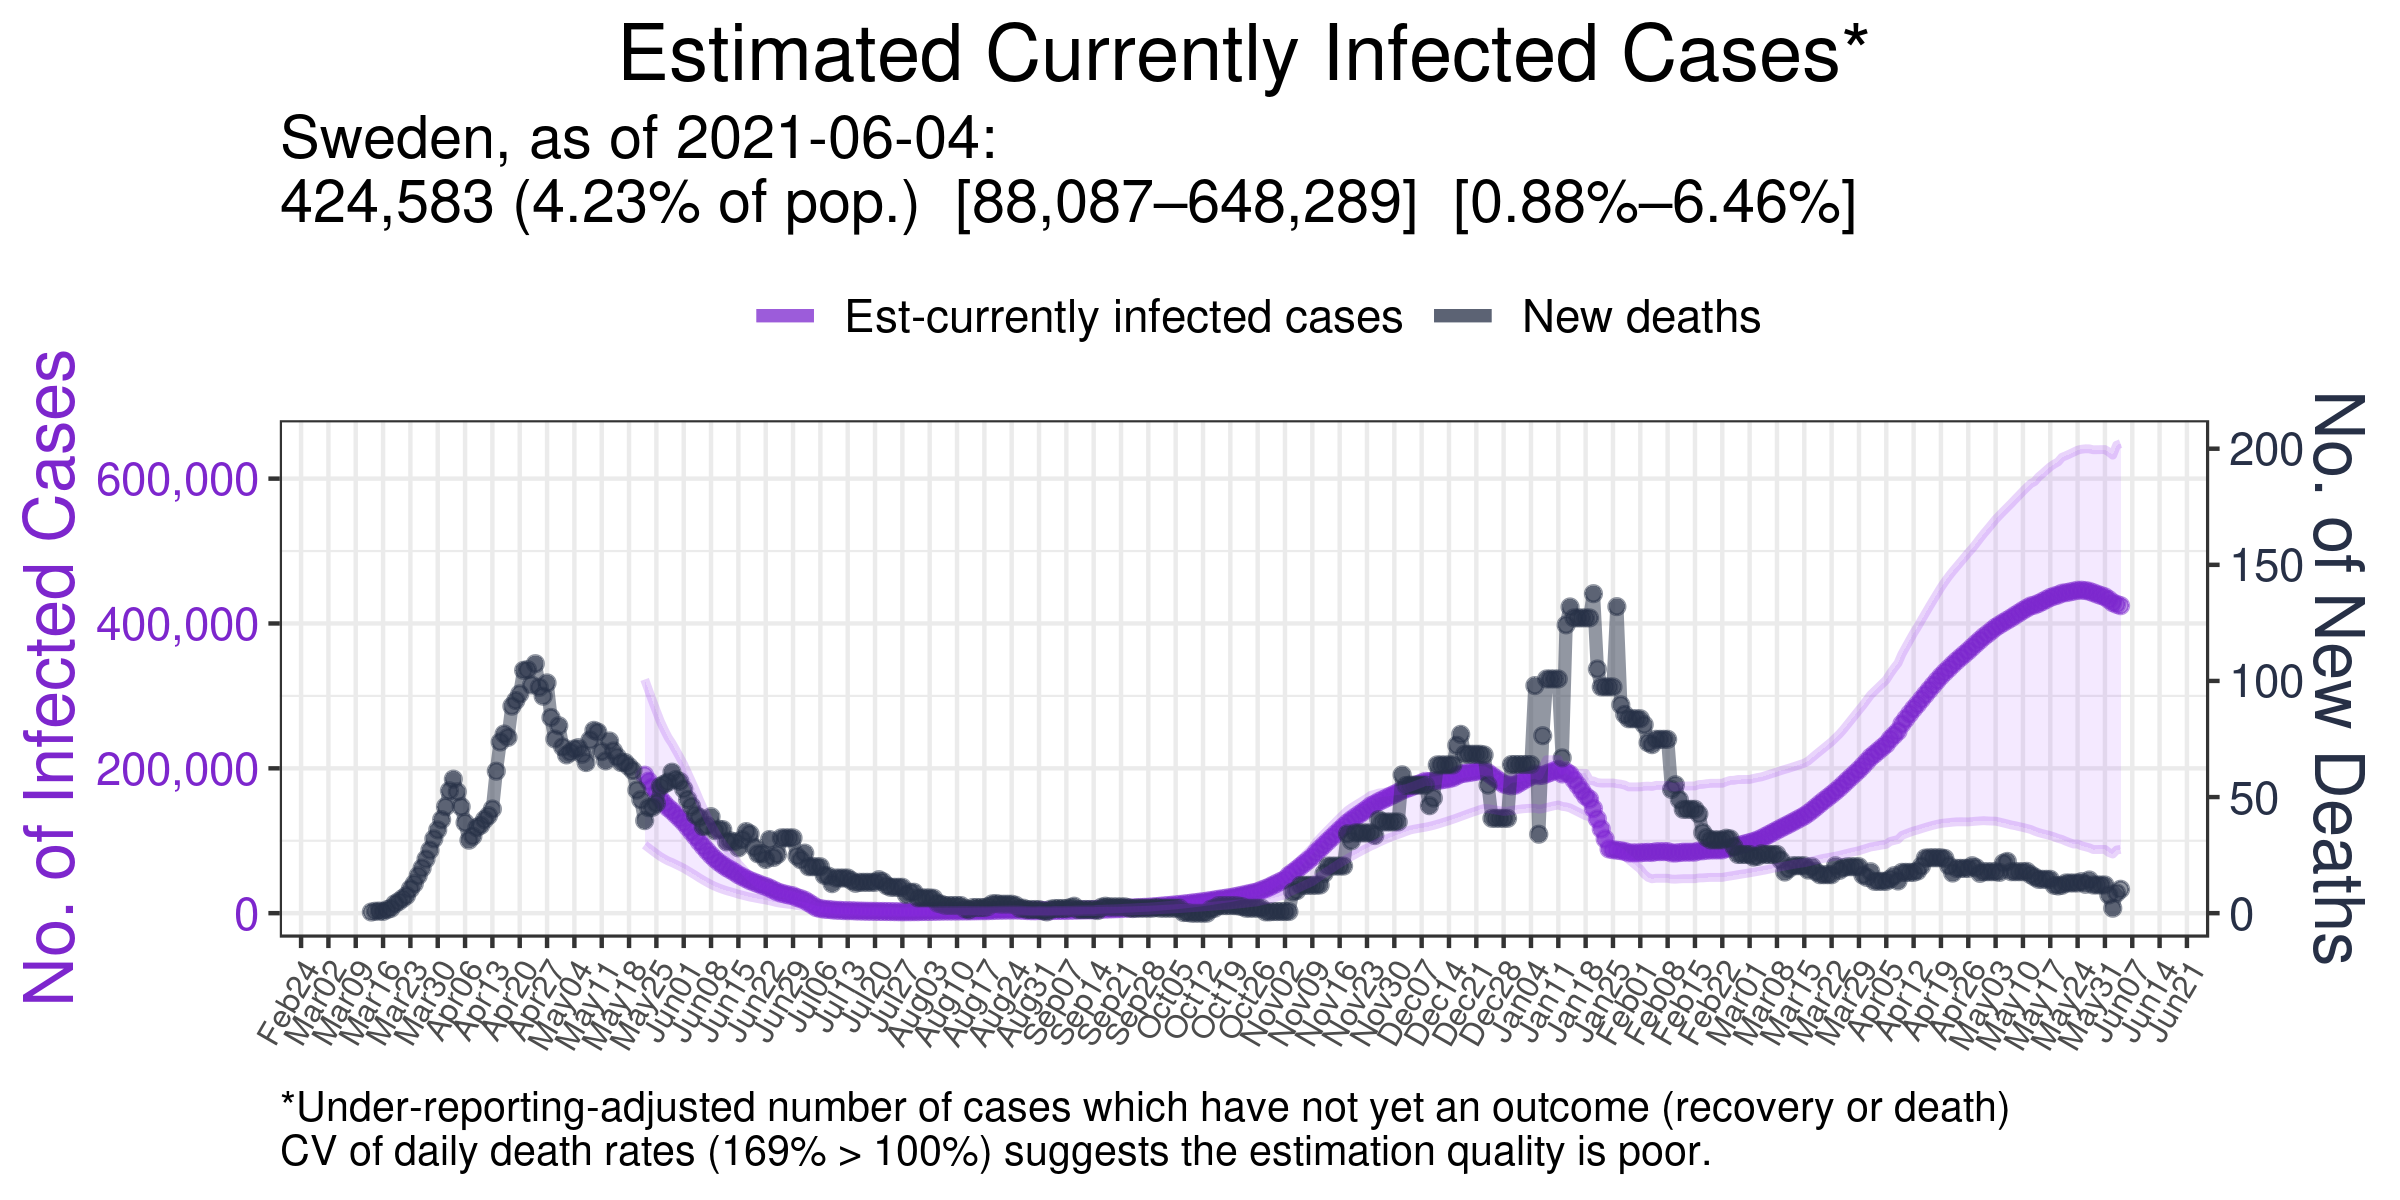 Estimated Currently Infected Cases*
Sweden, as of 2021-06-04:
424,583 (4.23% of pop.)  [88,087–648,289]  [0.88%–6.46%]
Est-currently infected cases
New deaths
No. of Infected Cases
600,000
400,000
200,000
0
200
150
100
50
0
No. of New Deaths
Feb24
Mar02
Mar09
Mar16
Mar23
Mar30
Apr06
Apr13
Apr20
Apr27
May04
May11
May18
May25
Jun01
Jun08
Jun15
Jun22
Jun29
Jul06
Jul13
Jul20
Jul27
Aug03
Aug10
Aug17
Aug24
Aug31
Sep07
Sep14
Sep21
Sep28
Oct05
Oct12
Oct19
Oct26
Nov02
Nov09
Nov16
Nov23
Nov30
Dec07
Dec14
Dec21
Dec28
Jan04
Jan11
Jan18
Jan25
Feb01
Feb08
Feb15
Feb22
Mar01
Mar08
Mar15
Mar22
Mar29
Apr05
Apr12
Apr19
Apr26
May03
May10
May17
May24
May31
Jun07
Jun14
Jun21
*Under-reporting-adjusted number of cases which have not yet an outcome (recovery or death)
CV of daily death rates (169% > 100%) suggests the estimation quality is poor.